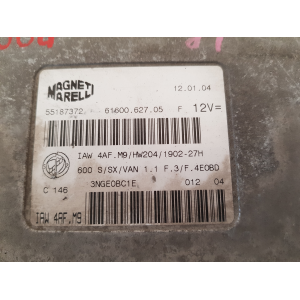 MAGNETI
MARELLI
12.01.04
55187372 - 61600.627.05 F 12V=
IAW 4AF.M9/HW204/1902-27H
600 S/SX/VAN 1.1 F.3/F.4EOBD
C 146 3NGE0BC1E 012 04
IAW 4AF.M9